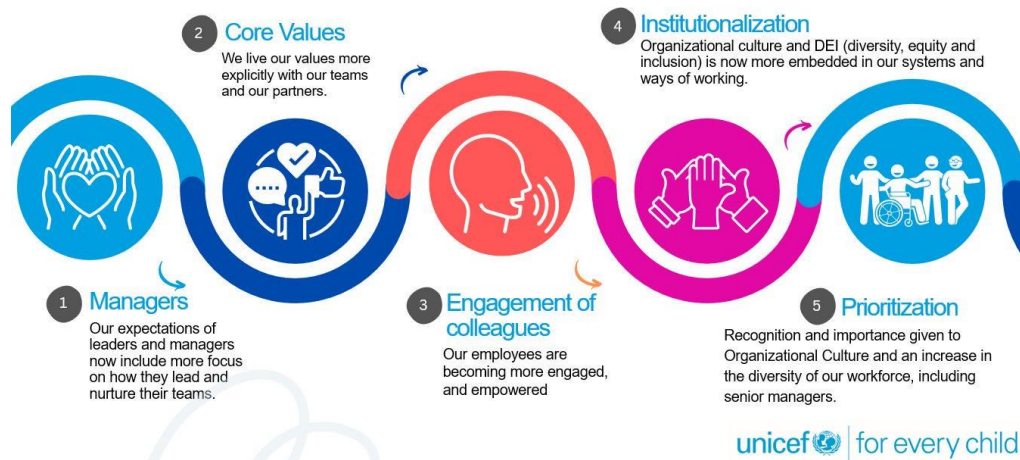 1
Managers
Our expectations of
leaders and managers
now include more focus
on how they lead and
nurture their teams.
2
Core Values
We live our values more
explicitly with our teams
and our partners.
3
Engagement of
colleagues
Our employees are
becoming more engaged,
and empowered
4
Institutionalization
Organizational culture and DEI (diversity, equity and
inclusion) is now more embedded in our systems and
ways of working.
5
Prioritization
Recognition and importance given to
Organizational Culture and an increase in
the diversity of our workforce, including
senior managers.
unicef for every child